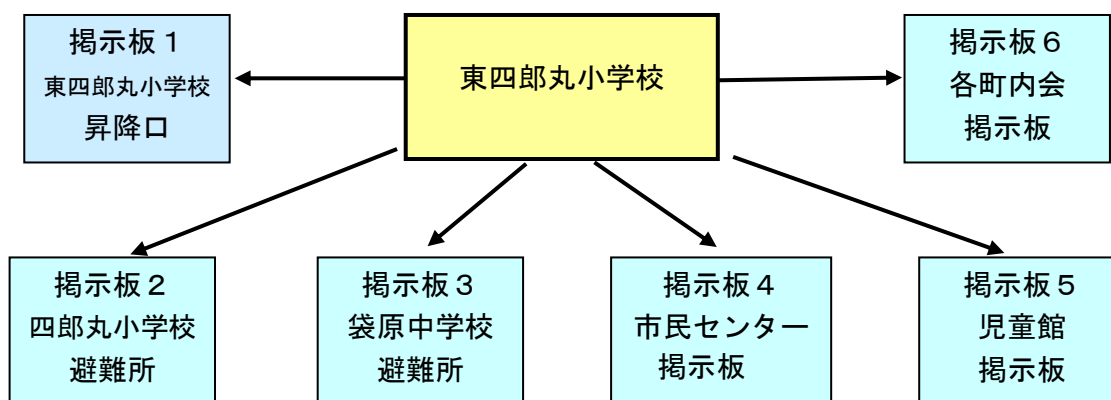 掲示板１
東四郎丸小学校
昇降口
東四郎丸小学校
掲示板６
各町内会
掲示板
掲示板２
四郎丸小学校
避難所
掲示板３
袋原中学校
避難所
掲示板４
市民センター
掲示板
掲示板５
児童館
掲示板